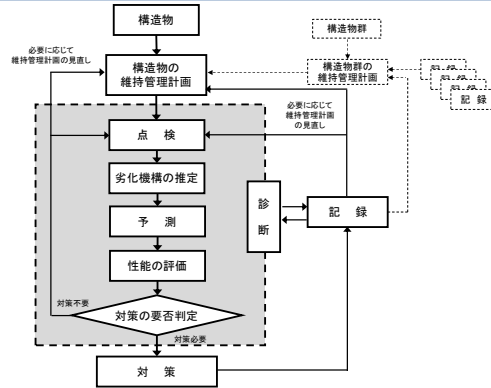 構造物
構造物群
必要に応じて
維持管理計画の見直し
構造物の
維持管理計画
構造物群の
維持管理計画
記 録
必要に応じて
維持管理計画
の見直し
点 検
劣化機構の推定
診
断
記 録
予 測
性能の評価
対策不要
対策の要否判定
対策必要
対 策